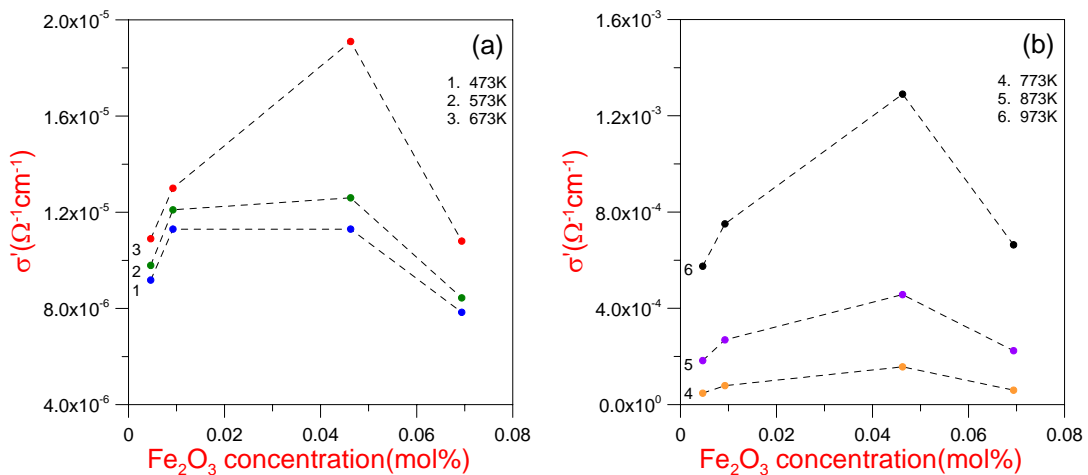 (a)
1. 473K
2. 573K
3. 673K
2.0x10⁻⁵
1.6x10⁻⁵
1.2x10⁻⁵
8.0x10⁻⁶
4.0x10⁻⁶
σ'(Ω⁻¹cm⁻¹)
3
2
1
0 0.02 0.04 0.06 0.08
Fe₂O₃ concentration(mol%)
(b)
4. 773K
5. 873K
6. 973K
1.6x10⁻³
1.2x10⁻³
8.0x10⁻⁴
4.0x10⁻⁴
0.0x10⁰
σ'(Ω⁻¹cm⁻¹)
6
5
4
0 0.02 0.04 0.06 0.08
Fe₂O₃ concentration(mol%)